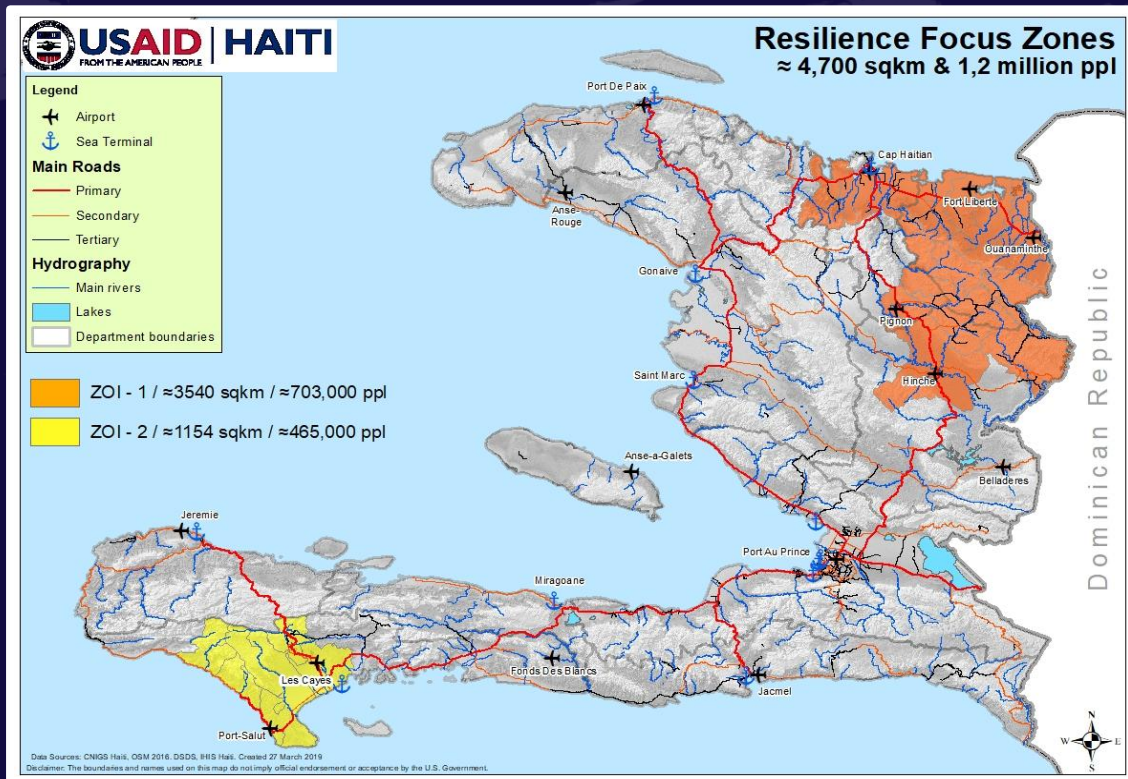 USAID | HAITI
FROM THE AMERICAN PEOPLE
Resilience Focus Zones
≈ 4,700 sqkm & 1,2 million ppl
Legend
Airport
Sea Terminal
Main Roads
Primary
Secondary
Tertiary
Hydrography
Main rivers
Lakes
Department boundaries
ZOI - 1 / ≈3540 sqkm / ≈703,000 ppl
ZOI - 2 / ≈1154 sqkm / ≈465,000 ppl
Port De Paix
Cap Haitian
Fort Liberte
Anse-
Rouge
Ouanaminthe
Gonaive
Pignon
Saint Marc
Hinche
Dominican Republic
Anse-a-Galets
Belladeres
Jeremie
Port Au Prince
Miragoane
Fonds Des Blancs
Les Cayes
Jacmel
Port-Salut
N
W E
S
Data Sources: CNIGS Haiti, OSM 2016. DSDS, IHIS Haiti. Created 27 March 2019
Disclaimer: The boundaries and names used on this map do not imply official endorsement or acceptance by the U.S. Government.